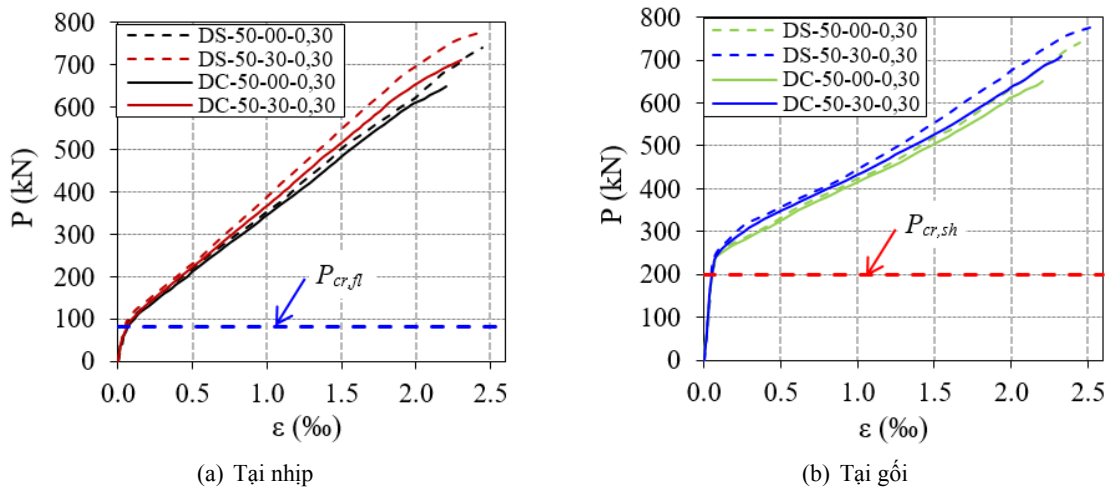 800
700
600
500
400
300
200
100
0
P (kN)
DS-50-00-0,30
DS-50-30-0,30
DC-50-00-0,30
DC-50-30-0,30
Pcr,fl
0.0 0.5 1.0 1.5 2.0 2.5
ε (‰)
(a) Tại nhịp
800
700
600
500
400
300
200
100
0
P (kN)
DS-50-00-0,30
DS-50-30-0,30
DC-50-00-0,30
DC-50-30-0,30
Pcr,sh
0.0 0.5 1.0 1.5 2.0 2.5
ε (‰)
(b) Tại gối